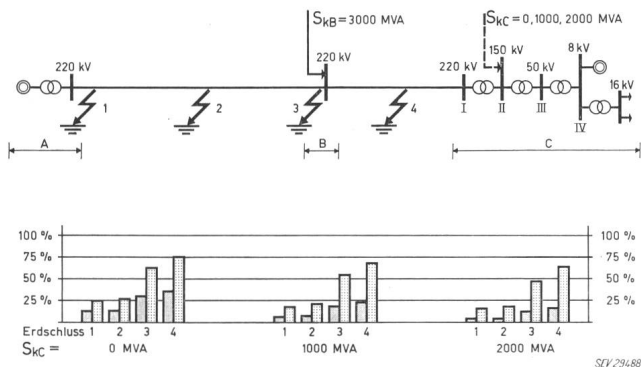 S_kB = 3000 MVA
S_kC = 0, 1000, 2000 MVA
220 kV
220 kV
220 kV
150 kV
50 kV
8 kV
16 kV
1
2
3
4
I
II
III
IV
A
B
C
100 %
100 %
75 %
75 %
50 %
50 %
25 %
25 %
Erdschluss 1 2 3 4 1 2 3 4 1 2 3 4
S_kC = 0 MVA 1000 MVA 2000 MVA
SEV 29488